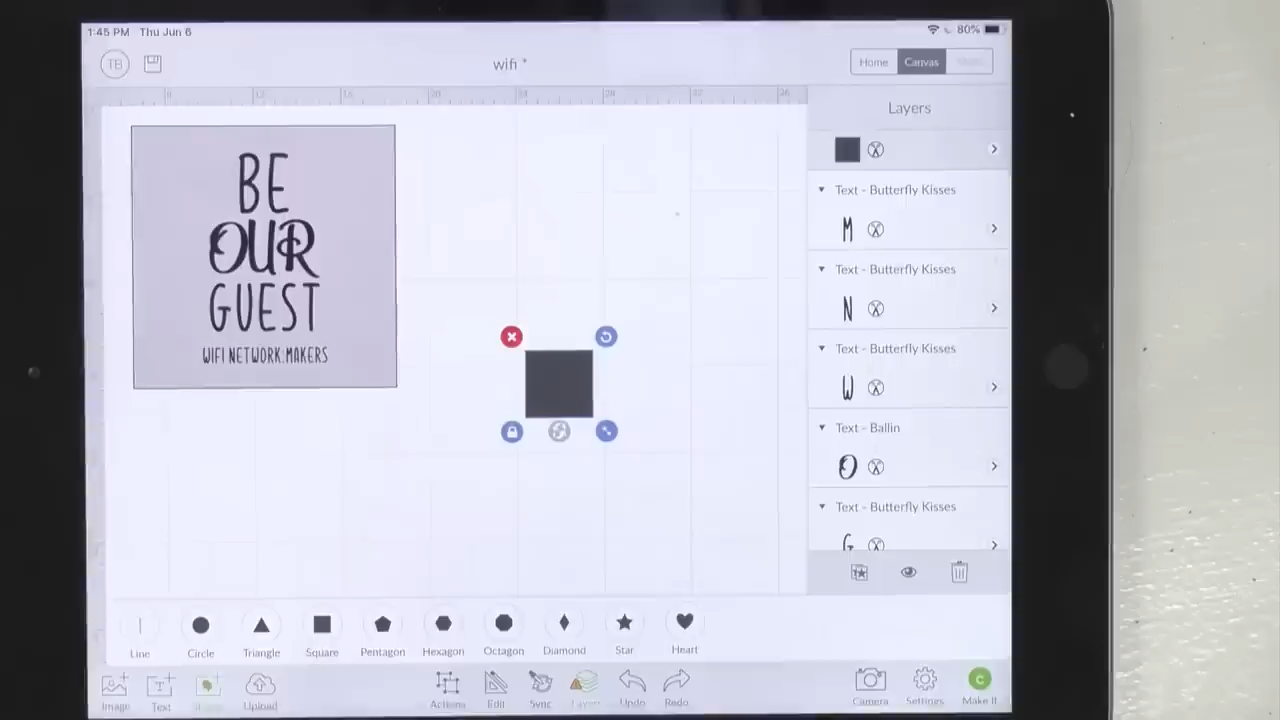 1:45 PM Thu Jun 6
80%
TB
wifi *
Home
Canvas
Layers
BE
OUR
GUEST
WIFI NETWORK:MAKERS
Text - Butterfly Kisses
M
Text - Butterfly Kisses
N
Text - Butterfly Kisses
W
Text - Ballin
O
Text - Butterfly Kisses
G
Line
Circle
Triangle
Square
Pentagon
Hexagon
Octagon
Diamond
Star
Heart
Image
Text
Upload
Actions
Edit
Sync
Layers
Undo
Redo
Camera
Settings
Make It